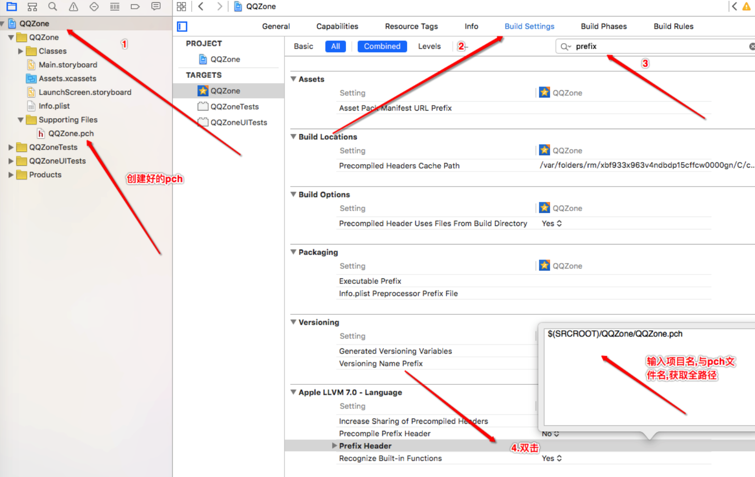 QQZone
General
Capabilities
Resource Tags
Info
Build Settings
Build Phases
Build Rules
Basic
All
Combined
Levels
prefix
1
2
3
QQZone
QQZone
Classes
Main.storyboard
Assets.xcassets
LaunchScreen.storyboard
Info.plist
Supporting Files
QQZone.pch
QQZoneTests
QQZoneUITests
Products
创建好的pch
PROJECT
QQZone
TARGETS
QQZone
QQZoneTests
QQZoneUITests
Assets
Setting
QQZone
Asset Pack Manifest URL Prefix
Build Locations
Setting
QQZone
Precompiled Headers Cache Path
/var/folders/rm/xbf933x963v4ndbdp15cffcw0000gn/C/c...
Build Options
Setting
QQZone
Precompiled Header Uses Files From Build Directory
Yes
Packaging
Setting
QQZone
Executable Prefix
Info.plist Preprocessor Prefix File
Versioning
Setting
Generated Versioning Variables
Versioning Name Prefix
$(SRCROOT)/QQZone/QQZone.pch
输入项目名,与pch文
件名,获取全路径
Apple LLVM 7.0 - Language
Setting
Increase Sharing of Precompiled Headers
Precompile Prefix Header
No
Prefix Header
4.双击
Recognize Built-in Functions
Yes